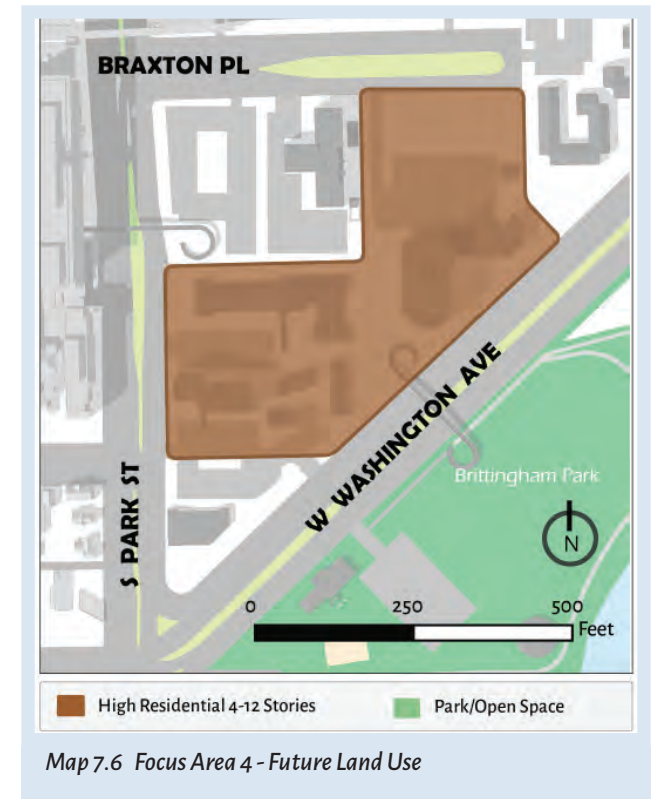 BRAXTON PL
W WASHINGTON AVE
S PARK ST
Brittingham Park
N
0 250 500
Feet
High Residential 4-12 Stories
Park/Open Space
Map 7.6 Focus Area 4 - Future Land Use